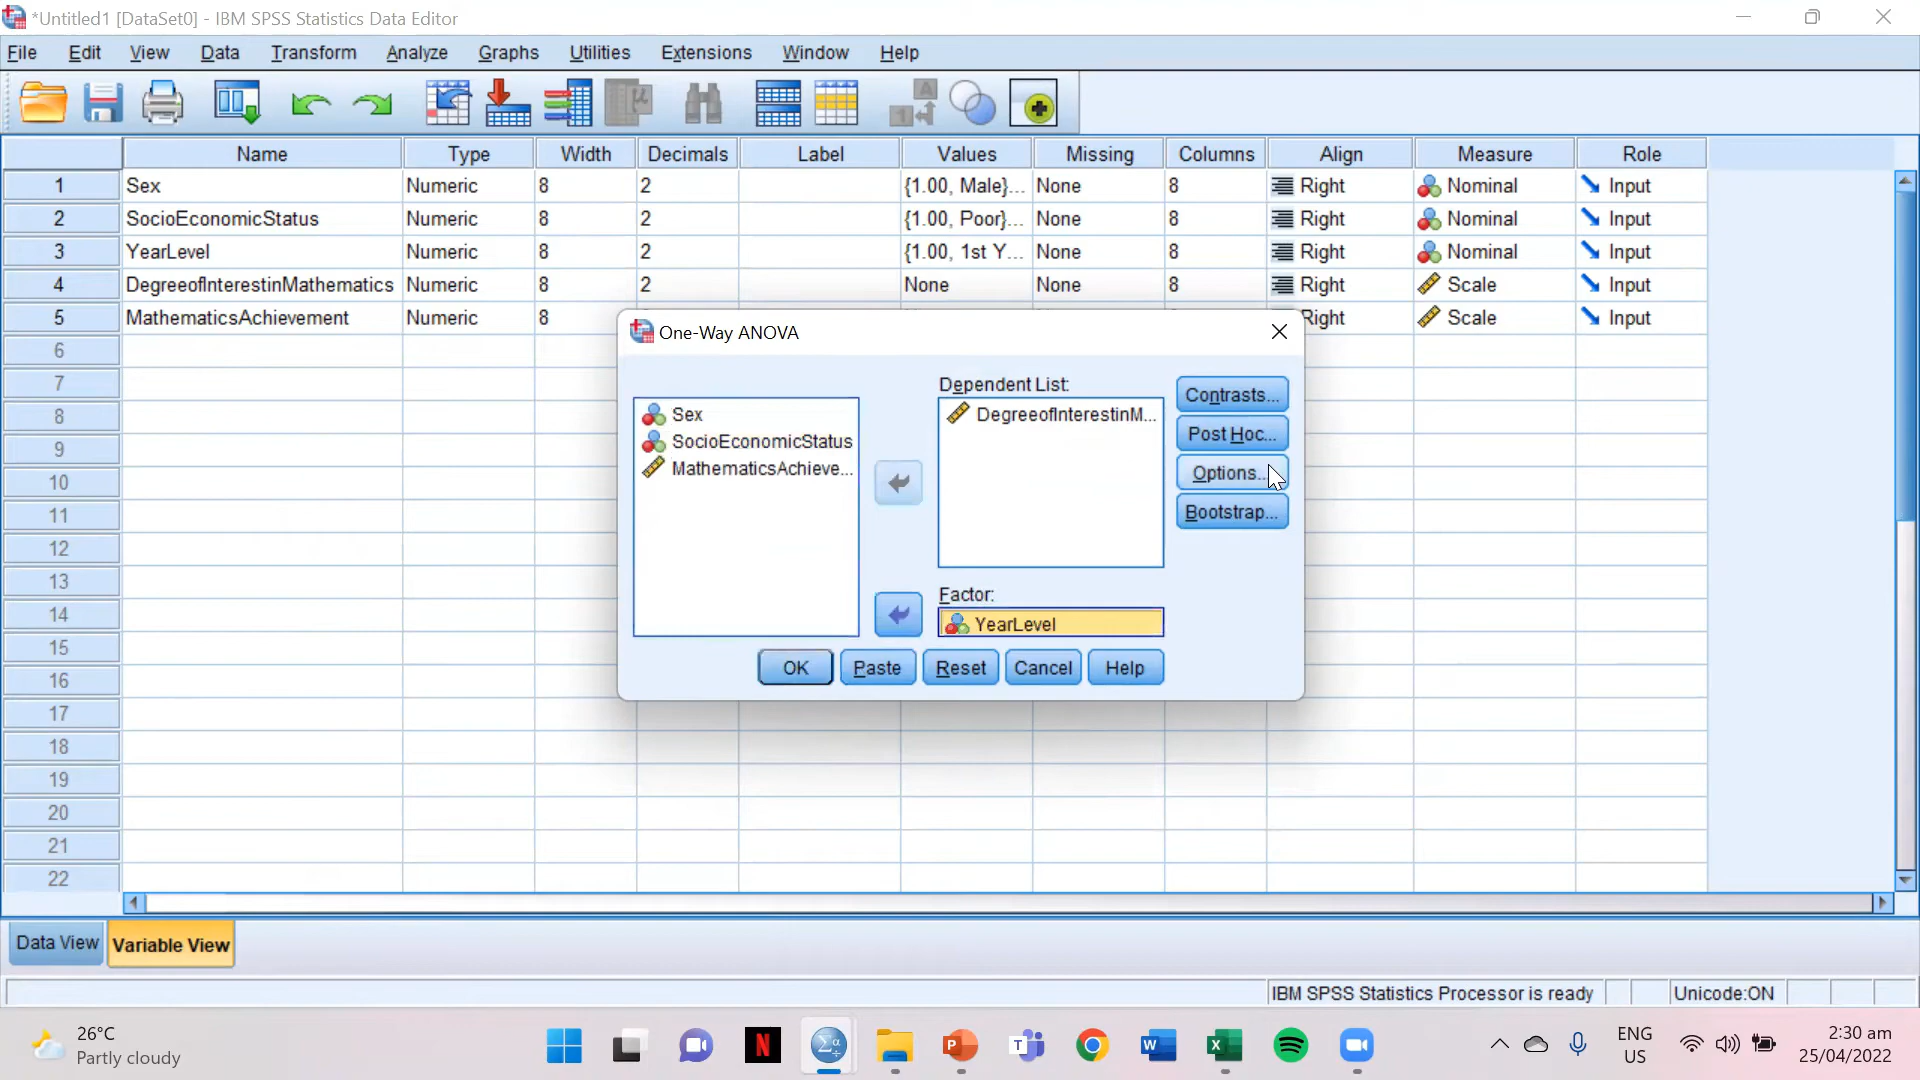 *Untitled1 [DataSet0] - IBM SPSS Statistics Data Editor
File Edit View Data Transform Analyze Graphs Utilities Extensions Window Help
Name Type Width Decimals Label Values Missing Columns Align Measure Role
1 Sex Numeric 8 2 {1.00, Male}... None 8 Right Nominal Input
2 SocioEconomicStatus Numeric 8 2 {1.00, Poor}... None 8 Right Nominal Input
3 YearLevel Numeric 8 2 {1.00, 1st Y... None 8 Right Nominal Input
4 DegreeofInterestinMathematics Numeric 8 2 None None 8 Right Scale Input
5 MathematicsAchievement Numeric 8 Right Scale Input
6
7
8
9
10
11
12
13
14
15
16
17
18
19
20
21
22
One-Way ANOVA
Sex
SocioEconomicStatus
MathematicsAchieve...
Dependent List:
DegreeofInterestinM...
Factor:
YearLevel
Contrasts...
Post Hoc...
Options...
Bootstrap...
OK Paste Reset Cancel Help
Data View Variable View
IBM SPSS Statistics Processor is ready Unicode:ON
26°C
Partly cloudy
ENG
US
2:30 am
25/04/2022